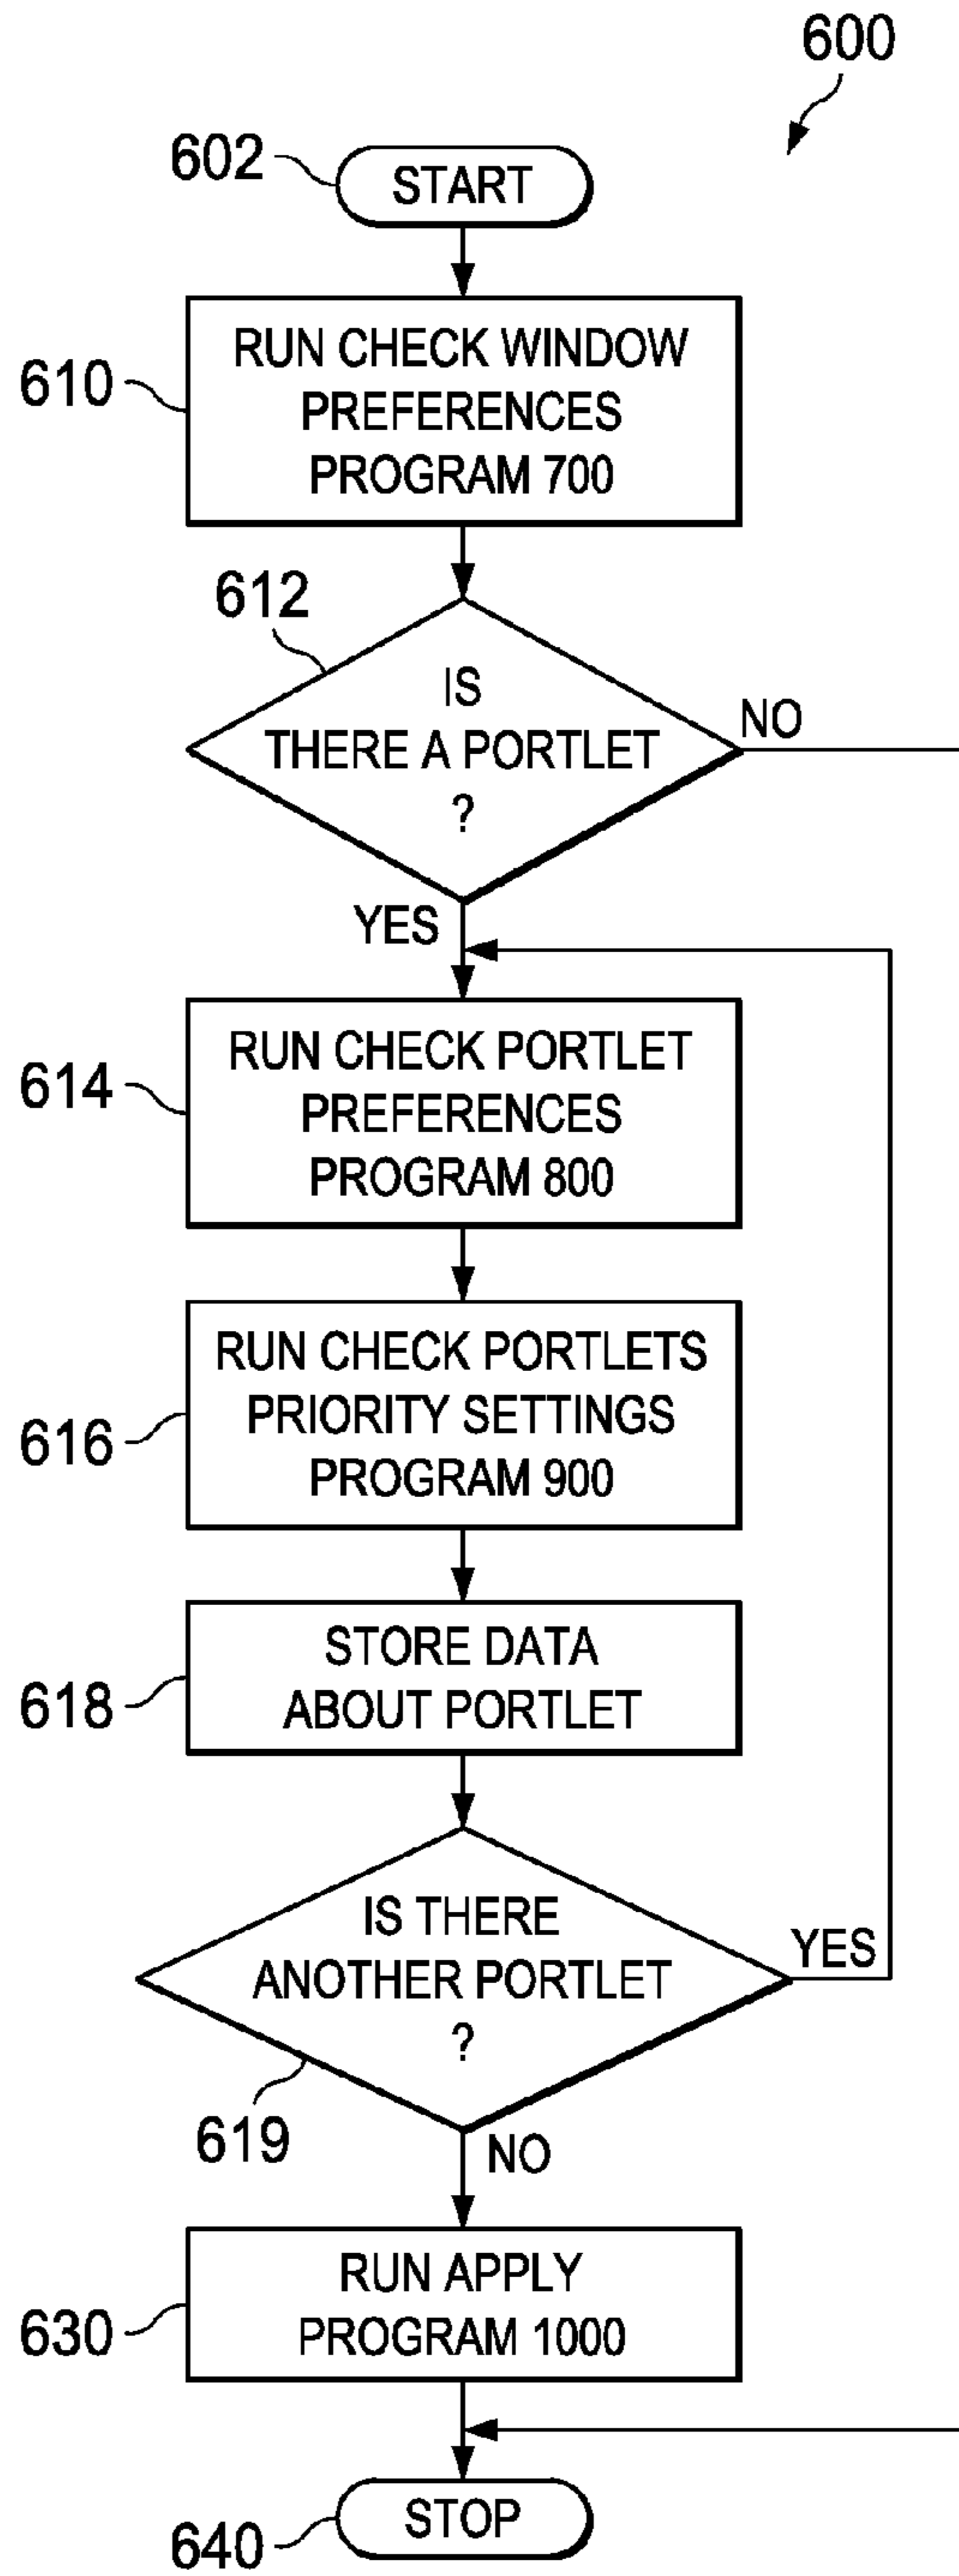 600
602
START
610
RUN CHECK WINDOW
PREFERENCES
PROGRAM 700
612
IS
THERE A PORTLET
?
NO
YES
614
RUN CHECK PORTLET
PREFERENCES
PROGRAM 800
616
RUN CHECK PORTLETS
PRIORITY SETTINGS
PROGRAM 900
618
STORE DATA
ABOUT PORTLET
IS THERE
ANOTHER PORTLET
?
YES
619
NO
630
RUN APPLY
PROGRAM 1000
640
STOP